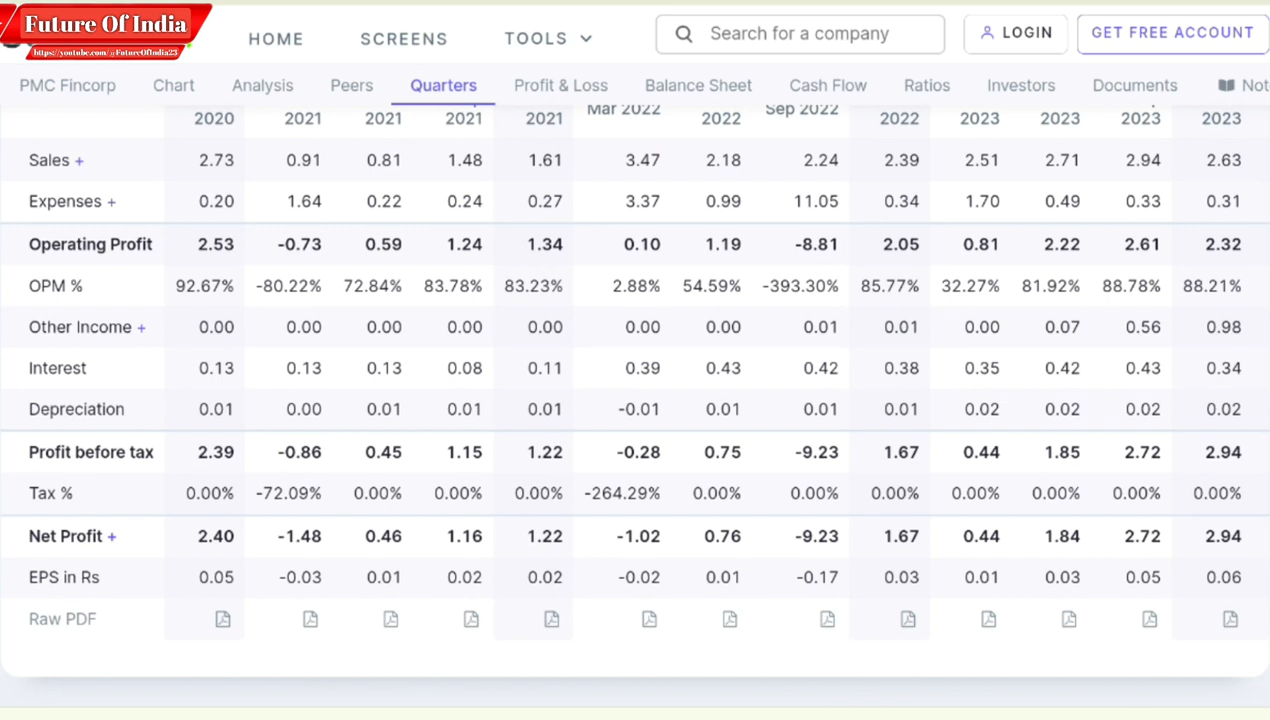 Future Of India
https://youtube.com/@FutureOfIndia23
HOME SCREENS TOOLS Search for a company LOGIN GET FREE ACCOUNT
PMC Fincorp Chart Analysis Peers Quarters Profit & Loss Balance Sheet Cash Flow Ratios Investors Documents
2020 2021 2021 2021 2021 Mar 2022 2022 Sep 2022 2022 2023 2023 2023 2023
Sales + 2.73 0.91 0.81 1.48 1.61 3.47 2.18 2.24 2.39 2.51 2.71 2.94 2.63
Expenses + 0.20 1.64 0.22 0.24 0.27 3.37 0.99 11.05 0.34 1.70 0.49 0.33 0.31
Operating Profit 2.53 -0.73 0.59 1.24 1.34 0.10 1.19 -8.81 2.05 0.81 2.22 2.61 2.32
OPM % 92.67% -80.22% 72.84% 83.78% 83.23% 2.88% 54.59% -393.30% 85.77% 32.27% 81.92% 88.78% 88.21%
Other Income + 0.00 0.00 0.00 0.00 0.00 0.00 0.00 0.01 0.01 0.00 0.07 0.56 0.98
Interest 0.13 0.13 0.13 0.08 0.11 0.39 0.43 0.42 0.38 0.35 0.42 0.43 0.34
Depreciation 0.01 0.00 0.01 0.01 0.01 -0.01 0.01 0.01 0.01 0.02 0.02 0.02 0.02
Profit before tax 2.39 -0.86 0.45 1.15 1.22 -0.28 0.75 -9.23 1.67 0.44 1.85 2.72 2.94
Tax % 0.00% -72.09% 0.00% 0.00% 0.00% -264.29% 0.00% 0.00% 0.00% 0.00% 0.00% 0.00% 0.00%
Net Profit + 2.40 -1.48 0.46 1.16 1.22 -1.02 0.76 -9.23 1.67 0.44 1.84 2.72 2.94
EPS in Rs 0.05 -0.03 0.01 0.02 0.02 -0.02 0.01 -0.17 0.03 0.01 0.03 0.05 0.06
Raw PDF